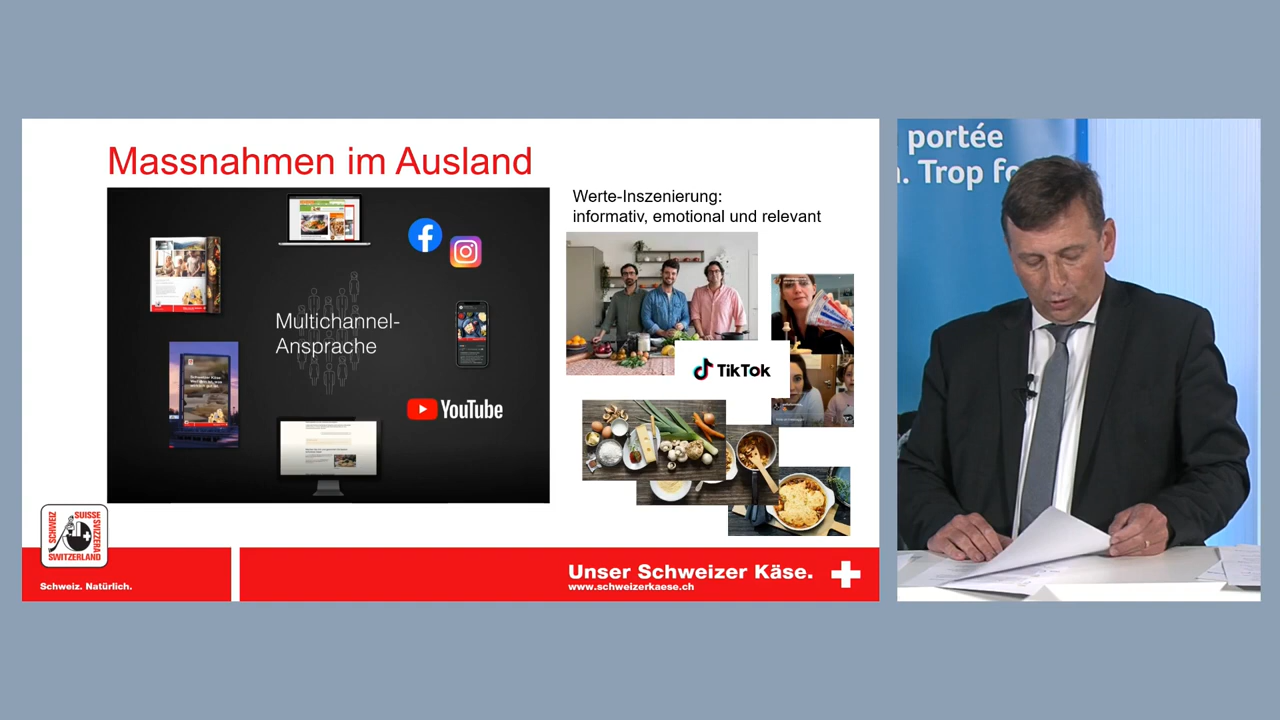 Massnahmen im Ausland
Multichannel-
Ansprache
YouTube
Werte-Inszenierung:
informativ, emotional und relevant
TikTok
SCHWEIZ
SUISSE
SVIZZERA
SWITZERLAND
Schweiz. Natürlich.
Unser Schweizer Käse.
www.schweizerkaese.ch
portée
. Trop fo